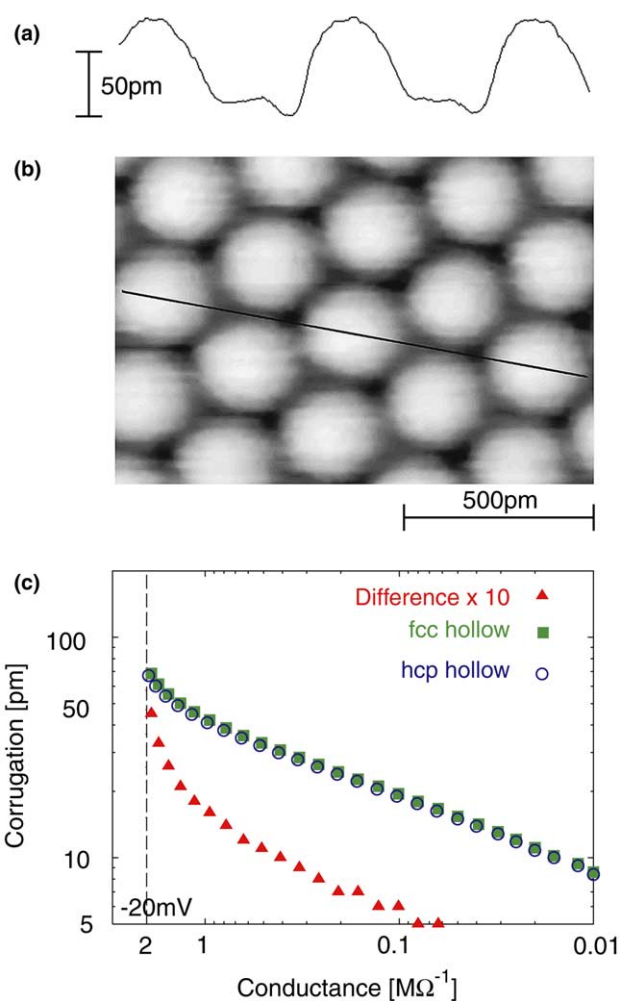 (a)
50pm
(b)
500pm
(c)
Difference x 10
fcc hollow
hcp hollow
100
50
10
5
Corrugation [pm]
-20mV
2 1 0.1 0.01
Conductance [MΩ⁻¹]